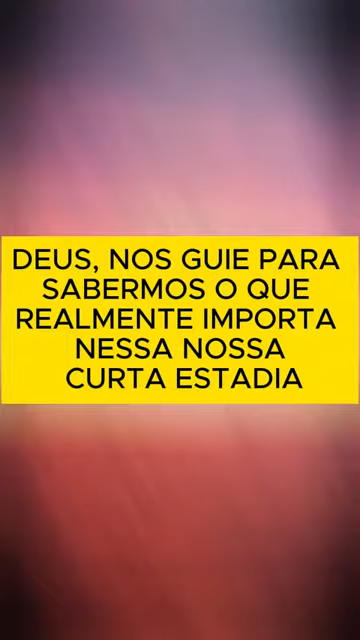 DEUS, NOS GUIE PARA
SABERMOS O QUE
REALMENTE IMPORTA
NESSA NOSSA
CURTA ESTADIA